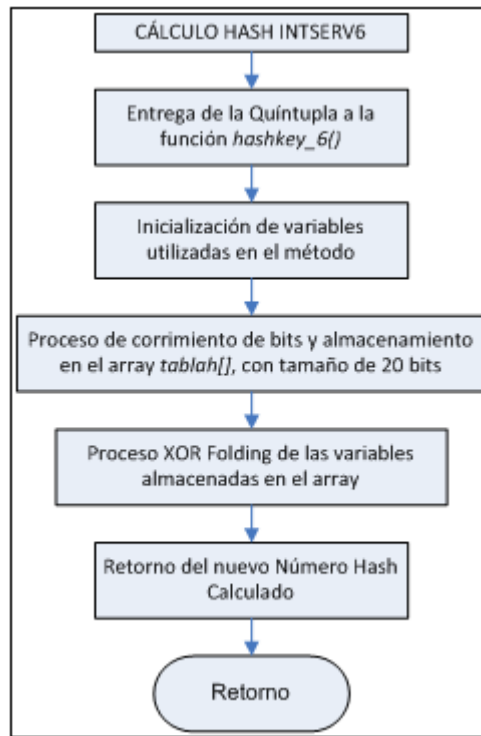 CÁLCULO HASH INTSERV6
Entrega de la Quíntupla a la
función hashkey_6()
Inicialización de variables
utilizadas en el método
Proceso de corrimiento de bits y almacenamiento
en el array tablah[], con tamaño de 20 bits
Proceso XOR Folding de las variables
almacenadas en el array
Retorno del nuevo Número Hash
Calculado
Retorno